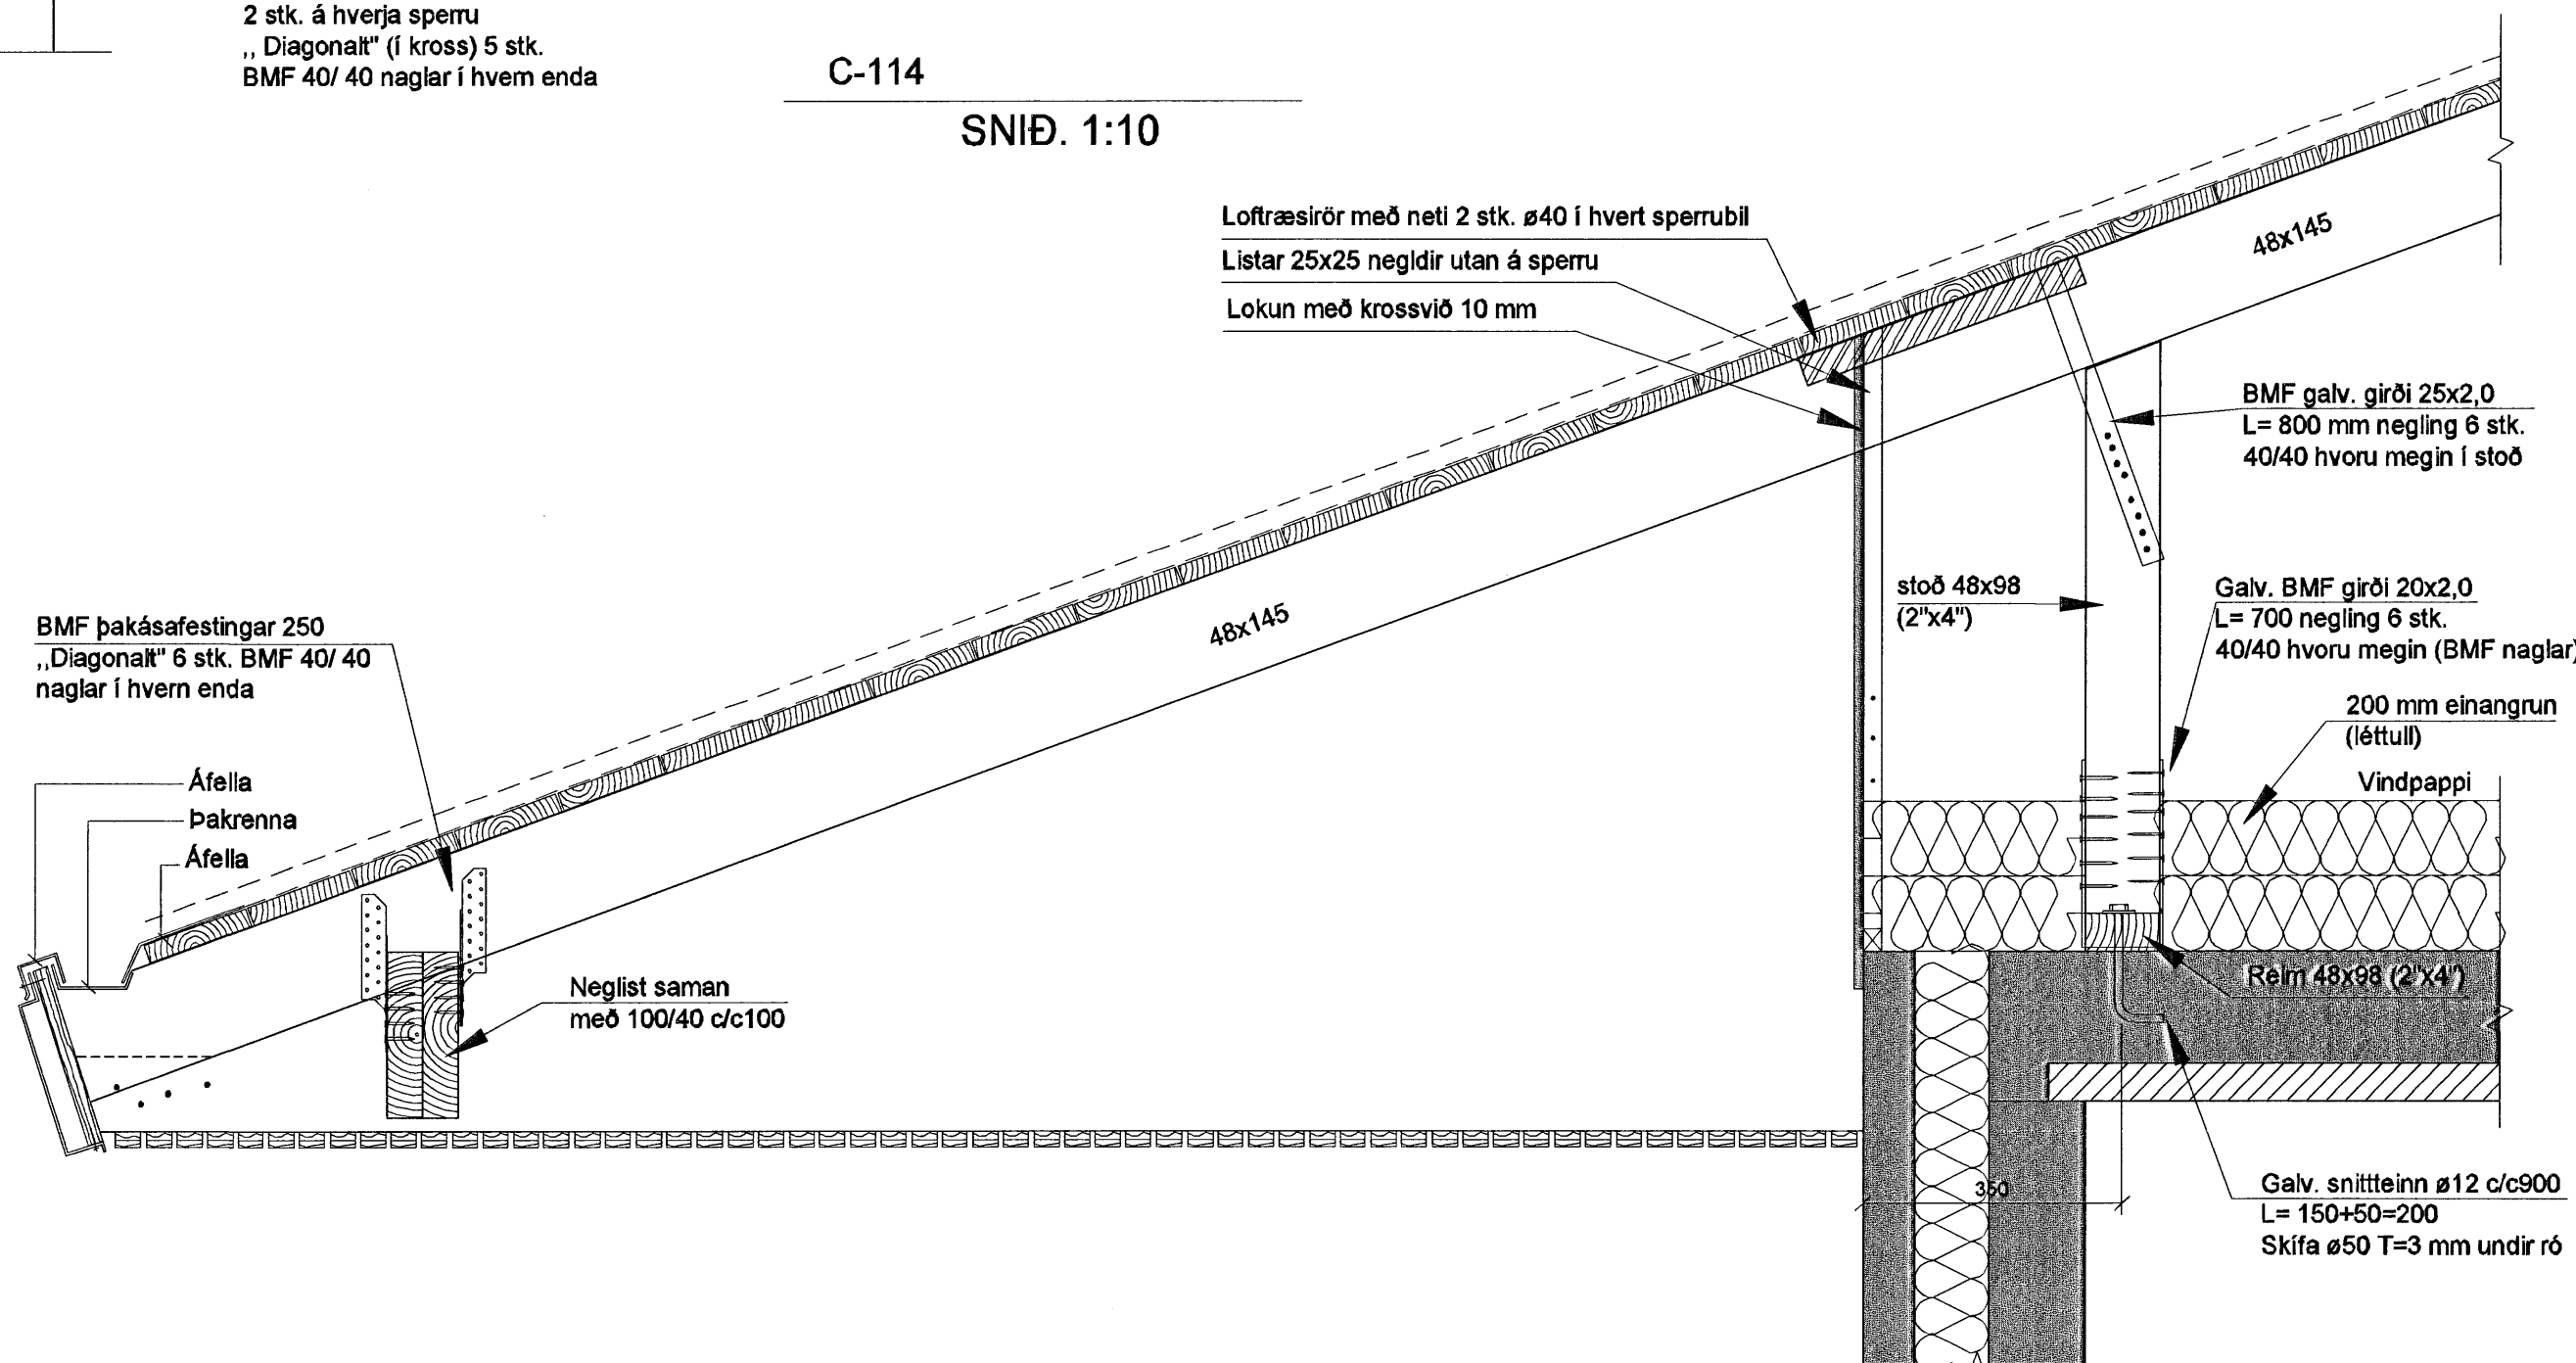 2 stk. á hverja sperru
,, Diagonalt" (í kross) 5 stk.
BMF 40/ 40 naglar í hvern enda
C-114
SNIÐ. 1:10
Loftræsirör með neti 2 stk. ø40 í hvert sperrubil
Listar 25x25 negldir utan á sperru
Lokun með krossvið 10 mm
48x145
BMF galv. girði 25x2,0
L= 800 mm negling 6 stk.
40/40 hvoru megin í stoð
stoð 48x98
(2"x4")
Galv. BMF girði 20x2,0
L= 700 negling 6 stk.
40/40 hvoru megin (BMF naglar)
48x145
BMF þakásafestingar 250
,,Diagonalt" 6 stk. BMF 40/ 40
naglar í hvern enda
200 mm einangrun
(léttull)
Vindpappi
Áfella
Þakrenna
Áfella
Neglist saman
með 100/40 c/c100
Reim 48x98 (2"x4")
350
Galv. snittteinn ø12 c/c900
L= 150+50=200
Skífa ø50 T=3 mm undir ró